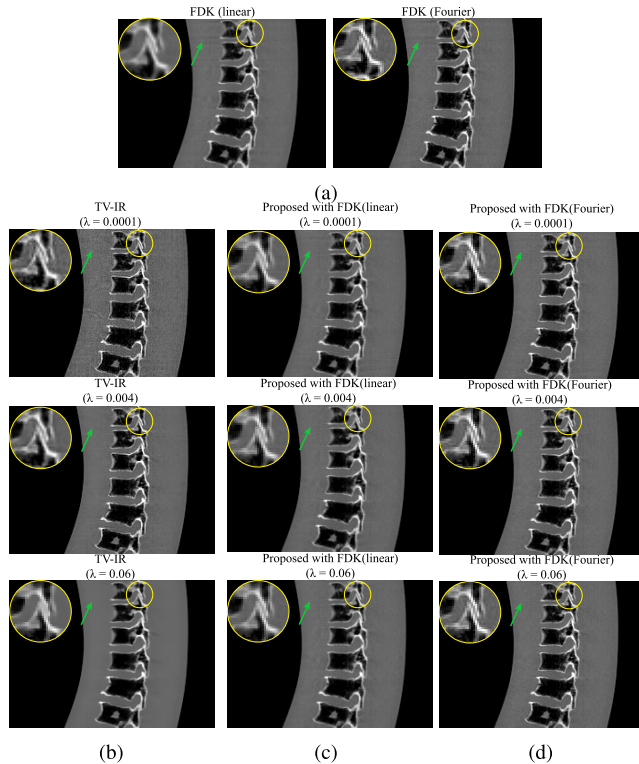 FDK (linear) FDK (Fourier)
(a)
TV-IR Proposed with FDK(linear) Proposed with FDK(Fourier)
(λ = 0.0001) (λ = 0.0001) (λ = 0.0001)
TV-IR Proposed with FDK(linear) Proposed with FDK(Fourier)
(λ = 0.004) (λ = 0.004) (λ = 0.004)
TV-IR Proposed with FDK(linear) Proposed with FDK(Fourier)
(λ = 0.06) (λ = 0.06) (λ = 0.06)
(b) (c) (d)